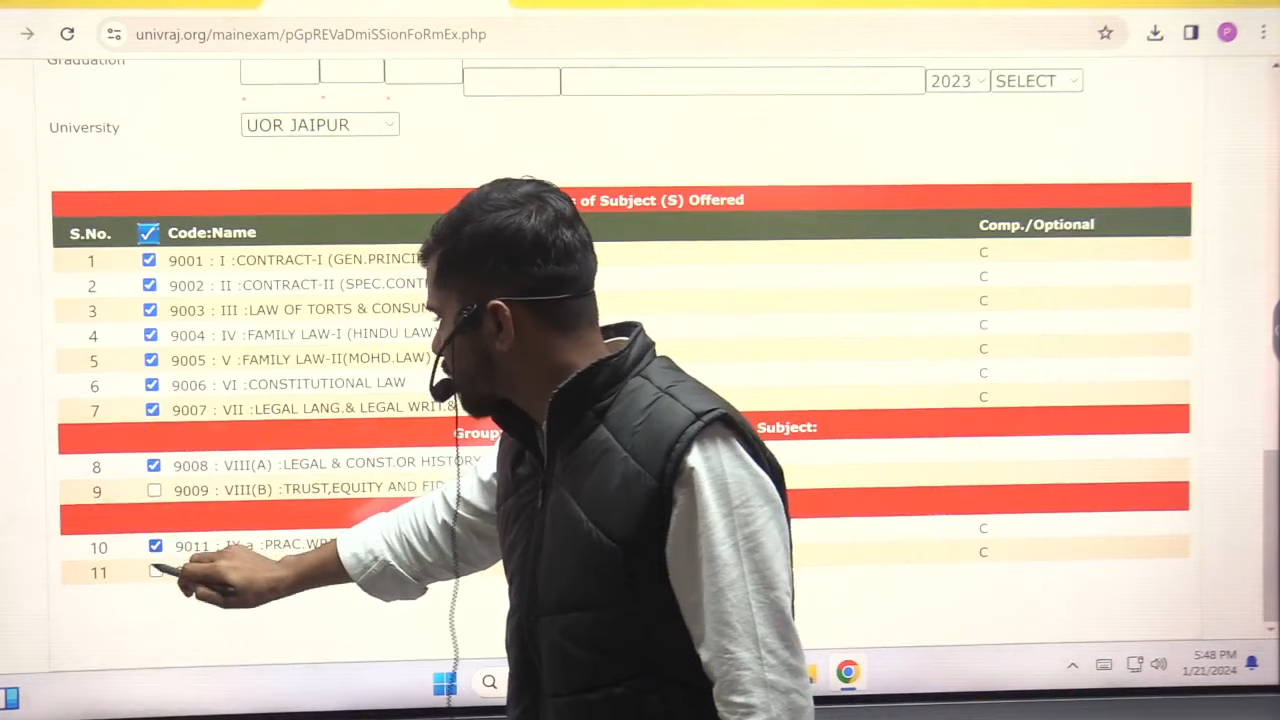 univraj.org/mainexam/pGpREVaDmiSSionFoRmEx.php
P
Graduation
2023 SELECT
University UOR JAIPUR
of Subject (S) Offered
S.No. Code:Name Comp./Optional
1 9001 : I :CONTRACT-I (GEN.PRINCI C
2 9002 : II :CONTRACT-II (SPEC.CONT C
3 9003 : III :LAW OF TORTS & CONSUM C
4 9004 : IV :FAMILY LAW-I (HINDU LAW C
5 9005 : V :FAMILY LAW-II(MOHD.LAW) C
6 9006 : VI :CONSTITUTIONAL LAW C
7 9007 : VII :LEGAL LANG.& LEGAL WRIT.& C
Group Subject:
8 9008 : VIII(A) :LEGAL & CONST.OR HISTORY
9 9009 : VIII(B) :TRUST,EQUITY AND FID
10 9011 : IX a :PRAC.WR C
11 C
5:48 PM
1/21/2024